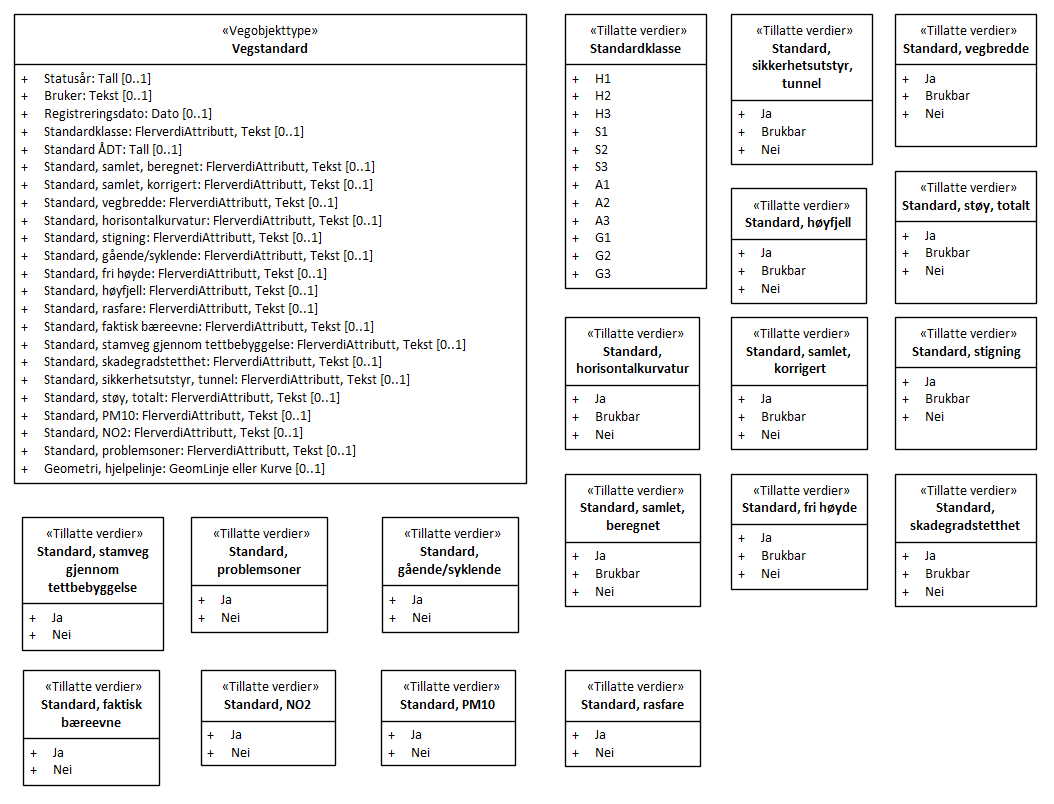 «Vegobjekttype»
Vegstandard
+ Statusår: Tall [0..1]
+ Bruker: Tekst [0..1]
+ Registreringsdato: Dato [0..1]
+ Standardklasse: FlerverdiAttributt, Tekst [0..1]
+ Standard ÅDT: Tall [0..1]
+ Standard, samlet, beregnet: FlerverdiAttributt, Tekst [0..1]
+ Standard, samlet, korrigert: FlerverdiAttributt, Tekst [0..1]
+ Standard, vegbredde: FlerverdiAttributt, Tekst [0..1]
+ Standard, horisontalkurvatur: FlerverdiAttributt, Tekst [0..1]
+ Standard, stigning: FlerverdiAttributt, Tekst [0..1]
+ Standard, gående/syklende: FlerverdiAttributt, Tekst [0..1]
+ Standard, fri høyde: FlerverdiAttributt, Tekst [0..1]
+ Standard, høyfjell: FlerverdiAttributt, Tekst [0..1]
+ Standard, rasfare: FlerverdiAttributt, Tekst [0..1]
+ Standard, faktisk bæreevne: FlerverdiAttributt, Tekst [0..1]
+ Standard, stamveg gjennom tettbebyggelse: FlerverdiAttributt, Tekst [0..1]
+ Standard, skadegradstetthet: FlerverdiAttributt, Tekst [0..1]
+ Standard, sikkerhetsutstyr, tunnel: FlerverdiAttributt, Tekst [0..1]
+ Standard, støy, totalt: FlerverdiAttributt, Tekst [0..1]
+ Standard, PM10: FlerverdiAttributt, Tekst [0..1]
+ Standard, NO2: FlerverdiAttributt, Tekst [0..1]
+ Standard, problemsoner: FlerverdiAttributt, Tekst [0..1]
+ Geometri, hjelpelinje: GeomLinje eller Kurve [0..1]
«Tillatte verdier»
Standardklasse
+ H1
+ H2
+ H3
+ S1
+ S2
+ S3
+ A1
+ A2
+ A3
+ G1
+ G2
+ G3
«Tillatte verdier»
Standard,
sikkerhetsutstyr,
tunnel
+ Ja
+ Brukbar
+ Nei
«Tillatte verdier»
Standard, vegbredde
+ Ja
+ Brukbar
+ Nei
«Tillatte verdier»
Standard, høyfjell
+ Ja
+ Brukbar
+ Nei
«Tillatte verdier»
Standard, støy, totalt
+ Ja
+ Brukbar
+ Nei
«Tillatte verdier»
Standard,
horisontalkurvatur
+ Ja
+ Brukbar
+ Nei
«Tillatte verdier»
Standard, samlet,
korrigert
+ Ja
+ Brukbar
+ Nei
«Tillatte verdier»
Standard, stigning
+ Ja
+ Brukbar
+ Nei
«Tillatte verdier»
Standard, samlet,
beregnet
+ Ja
+ Brukbar
+ Nei
«Tillatte verdier»
Standard, fri høyde
+ Ja
+ Brukbar
+ Nei
«Tillatte verdier»
Standard,
skadegradstetthet
+ Ja
+ Brukbar
+ Nei
«Tillatte verdier»
Standard, stamveg
gjennom
tettbebyggelse
+ Ja
+ Nei
«Tillatte verdier»
Standard,
problemsoner
+ Ja
+ Nei
«Tillatte verdier»
Standard,
gående/syklende
+ Ja
+ Nei
«Tillatte verdier»
Standard, faktisk
bæreevne
+ Ja
+ Nei
«Tillatte verdier»
Standard, NO2
+ Ja
+ Nei
«Tillatte verdier»
Standard, PM10
+ Ja
+ Nei
«Tillatte verdier»
Standard, rasfare
+ Ja
+ Nei